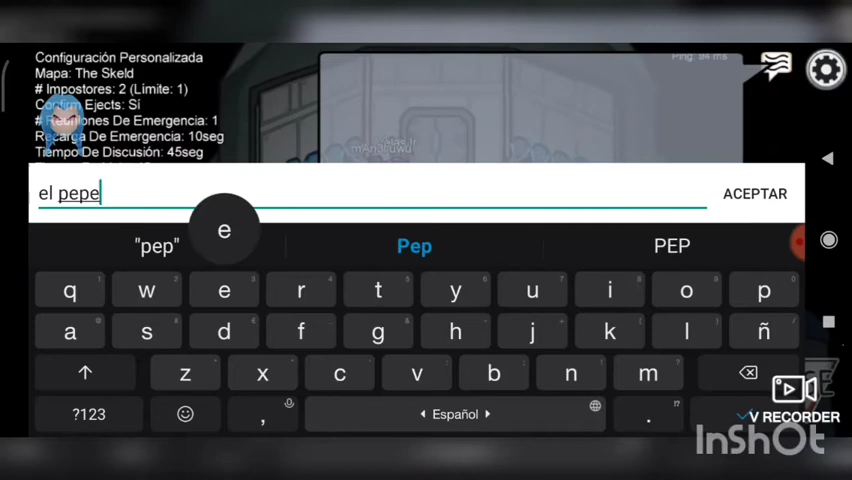 Configuración Personalizada
Ping: 94 ms
Mapa: The Skeld
# Impostores: 2 (Límite: 1)
Confirm Ejects: Sí
# Reuniones De Emergencia: 1
Recarga De Emergencia: 10seg
Tiempo De Discusión: 45seg
el pepe
ACEPTAR
e
"pep" Pep PEP
q w e r t y u i o p
a s d f g h j k l ñ
z x c v b n m
?123 , Español .
V RECORDER
InShOt